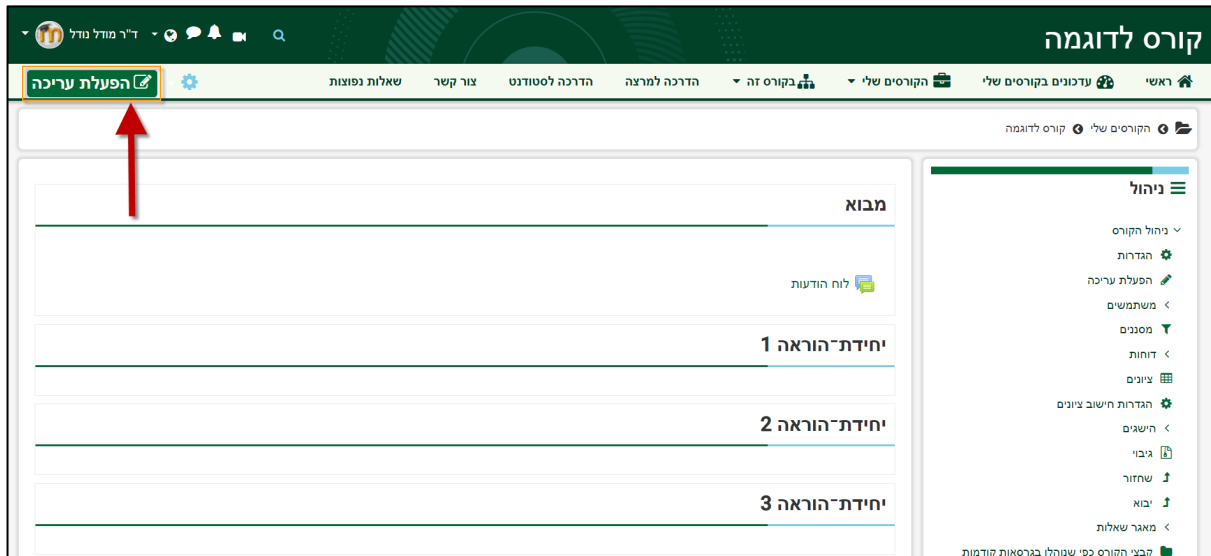 קורס לדוגמה
ד"ר מודל נודל
ראשי עדכונים בקורסים שלי הקורסים שלי בקורס זה הדרכה למרצה הדרכה לסטודנט צור קשר שאלות נפוצות הפעלת עריכה
הקורסים שלי קורס לדוגמה
ניהול
ניהול הקורס
הגדרות
הפעלת עריכה
משתמשים
מסננים
דוחות
ציונים
הגדרות חישוב ציונים
הישגים
גיבוי
שחזור
יבוא
מאגר שאלות
קבצי הקורס כפי שנוהלו בגרסאות קודמות
מבוא
לוח הודעות
יחידת־הוראה 1
יחידת־הוראה 2
יחידת־הוראה 3